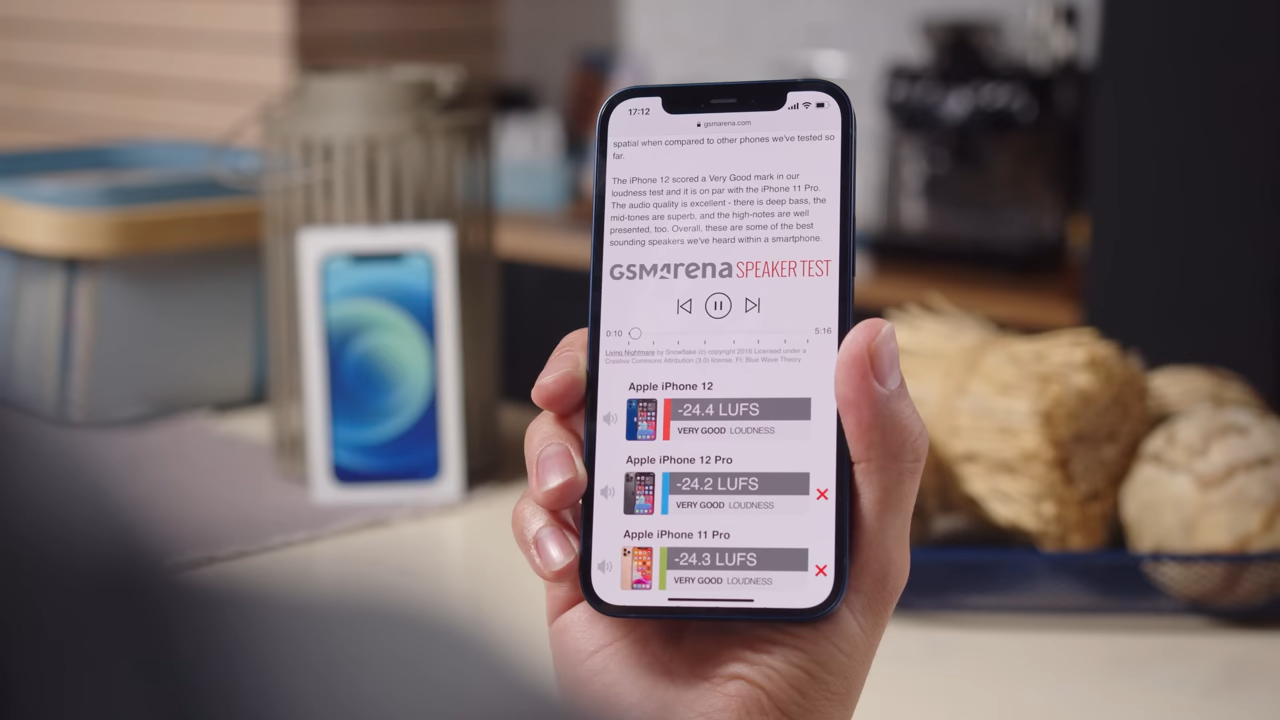 17:12
gsmarena.com
spatial when compared to other phones we've tested so
far.
The iPhone 12 scored a Very Good mark in our
loudness test and it is on par with the iPhone 11 Pro.
The audio quality is excellent - there is deep bass, the
mid-tones are superb, and the high-notes are well
presented, too. Overall, these are some of the best
sounding speakers we've heard within a smartphone.
GSMArena SPEAKER TEST
0:10
5:16
Living Nightmare by Snowflake (c) copyright 2016 Licensed under a
Creative Commons Attribution (3.0) license. Ft: Blue Wave Theory
Apple iPhone 12
-24.4 LUFS
VERY GOOD LOUDNESS
Apple iPhone 12 Pro
-24.2 LUFS
VERY GOOD LOUDNESS
Apple iPhone 11 Pro
-24.3 LUFS
VERY GOOD LOUDNESS